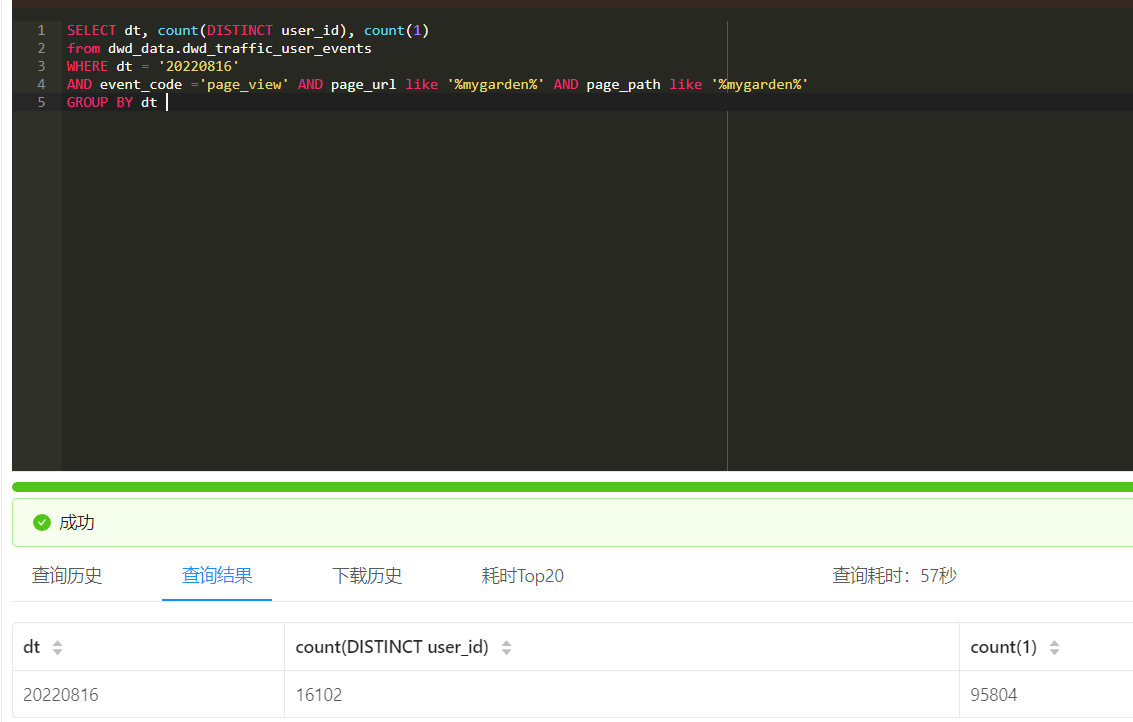 1 SELECT dt, count(DISTINCT user_id), count(1)
2 from dwd_data.dwd_traffic_user_events
3 WHERE dt = '20220816'
4 AND event_code ='page_view' AND page_url like '%mygarden%' AND page_path like '%mygarden%'
5 GROUP BY dt
成功
查询历史 查询结果 下载历史 耗时Top20 查询耗时：57秒
dt count(DISTINCT user_id) count(1)
20220816 16102 95804